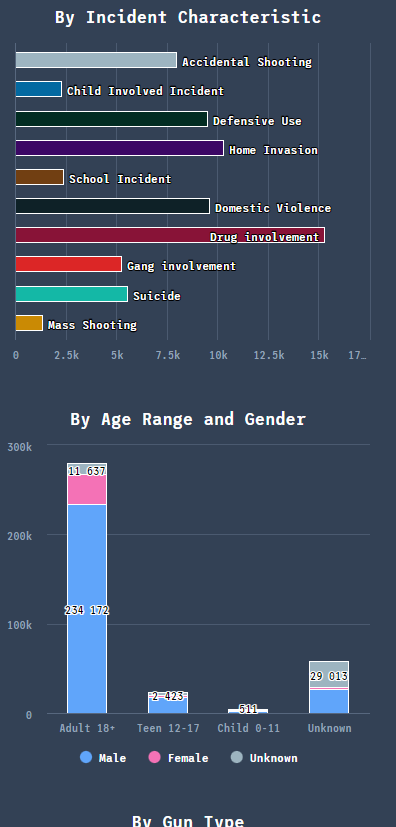 By Incident Characteristic
Accidental Shooting
Child Involved Incident
Defensive Use
Home Invasion
School Incident
Domestic Violence
Drug involvement
Gang involvement
Suicide
Mass Shooting
0 2.5k 5k 7.5k 10k 12.5k 15k 17…
By Age Range and Gender
300k
11 637
200k
234 172
100k
29 013
2 423
511
0
Adult 18+ Teen 12-17 Child 0-11 Unknown
Male Female Unknown
By Gun Type